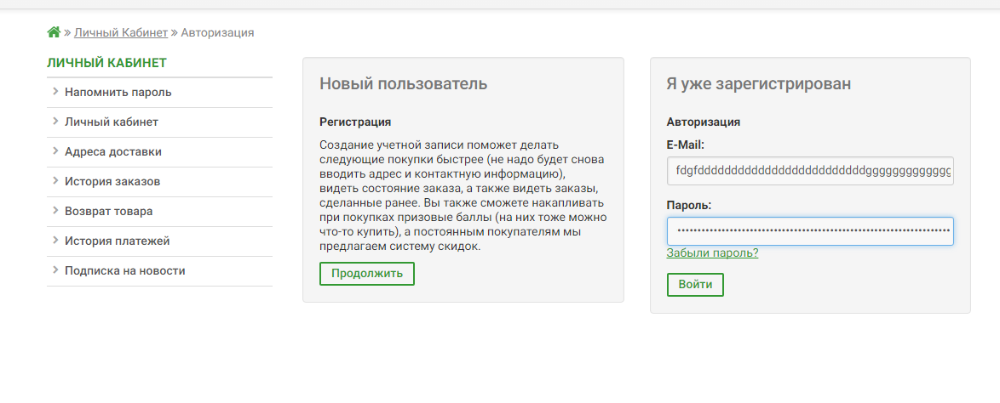 » Личный Кабинет » Авторизация
ЛИЧНЫЙ КАБИНЕТ
Напомнить пароль
Личный кабинет
Адреса доставки
История заказов
Возврат товара
История платежей
Подписка на новости
Новый пользователь
Регистрация
Создание учетной записи поможет делать
следующие покупки быстрее (не надо будет снова
вводить адрес и контактную информацию),
видеть состояние заказа, а также видеть заказы,
сделанные ранее. Вы также сможете накапливать
при покупках призовые баллы (на них тоже можно
что-то купить), а постоянным покупателям мы
предлагаем систему скидок.
Продолжить
Я уже зарегистрирован
Авторизация
E-Mail:
Пароль:
Забыли пароль?
Войти